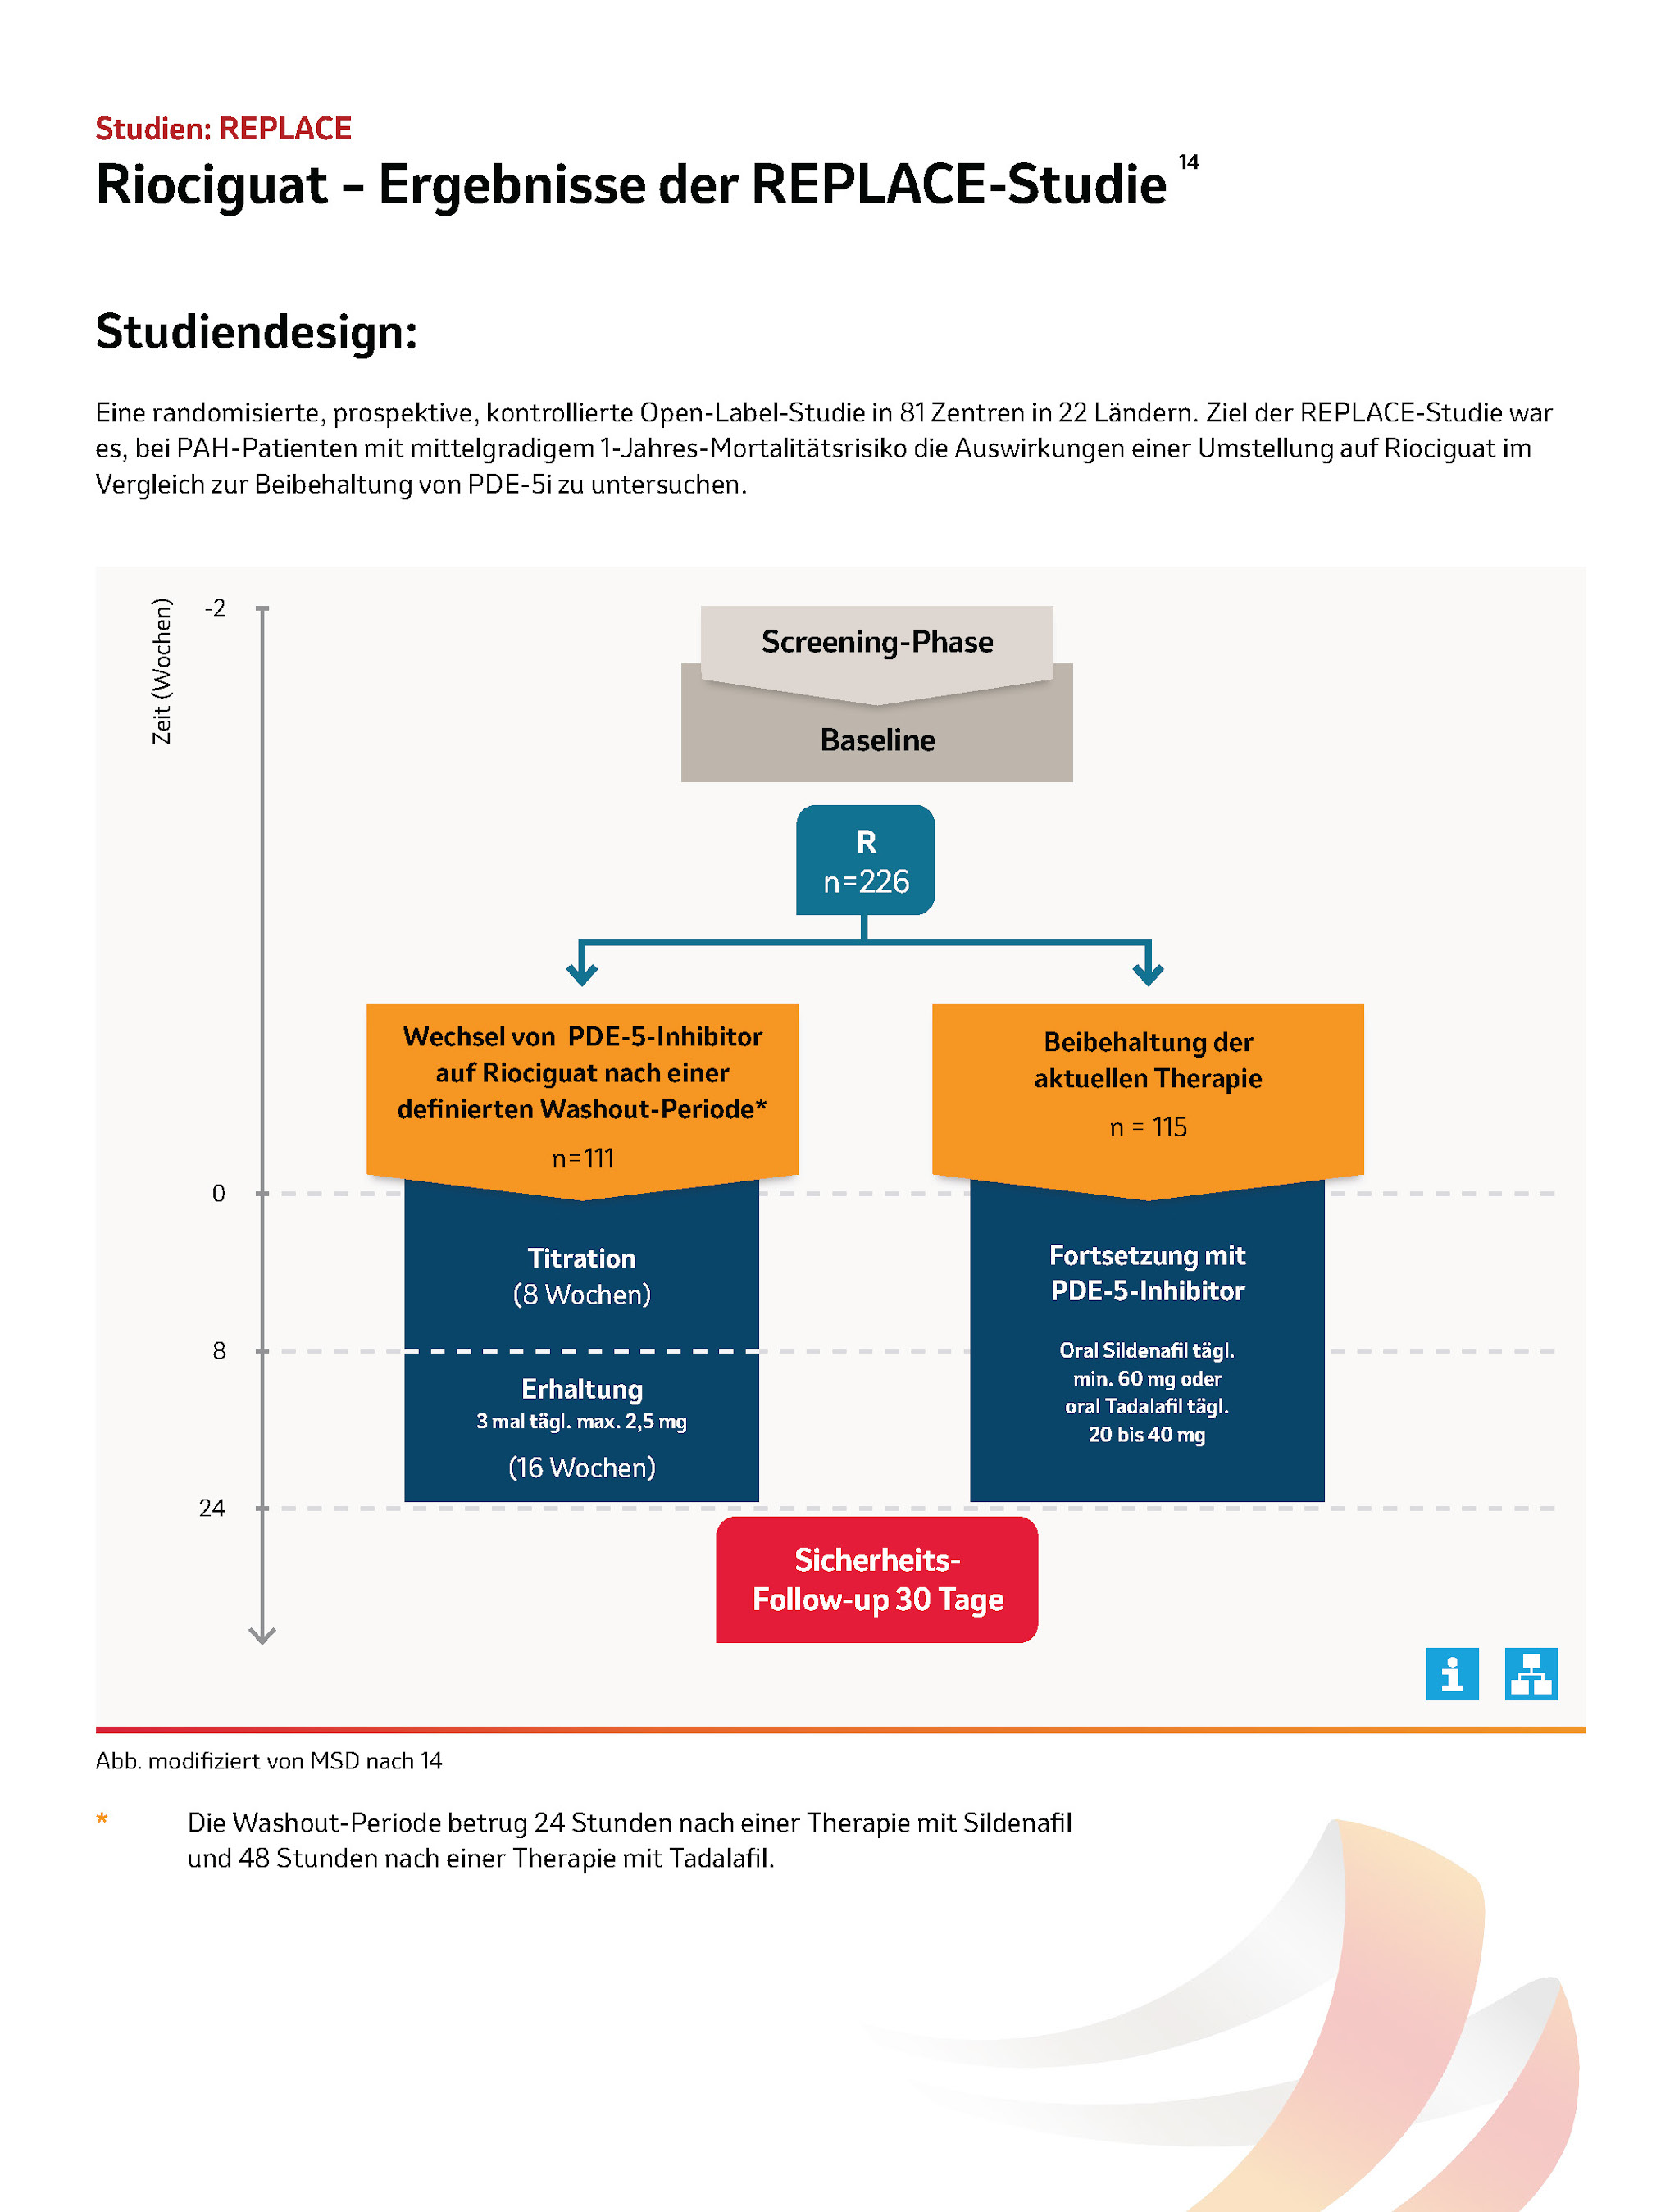 Studien: REPLACE
Riociguat – Ergebnisse der REPLACE-Studie 14
Studiendesign:
Eine randomisierte, prospektive, kontrollierte Open-Label-Studie in 81 Zentren in 22 Ländern. Ziel der REPLACE-Studie war
es, bei PAH-Patienten mit mittelgradigem 1-Jahres-Mortalitätsrisiko die Auswirkungen einer Umstellung auf Riociguat im
Vergleich zur Beibehaltung von PDE-5i zu untersuchen.
Zeit (Wochen)
-2
Screening-Phase
Baseline
R
n=226
Wechsel von PDE-5-Inhibitor
auf Riociguat nach einer
definierten Washout-Periode*
n=111
Beibehaltung der
aktuellen Therapie
n = 115
0
Titration
(8 Wochen)
Fortsetzung mit
PDE-5-Inhibitor
8
Erhaltung
3 mal tägl. max. 2,5 mg
(16 Wochen)
Oral Sildenafil tägl.
min. 60 mg oder
oral Tadalafil tägl.
20 bis 40 mg
24
Sicherheits-
Follow-up 30 Tage
i
Abb. modifiziert von MSD nach 14
* Die Washout-Periode betrug 24 Stunden nach einer Therapie mit Sildenafil
und 48 Stunden nach einer Therapie mit Tadalafil.